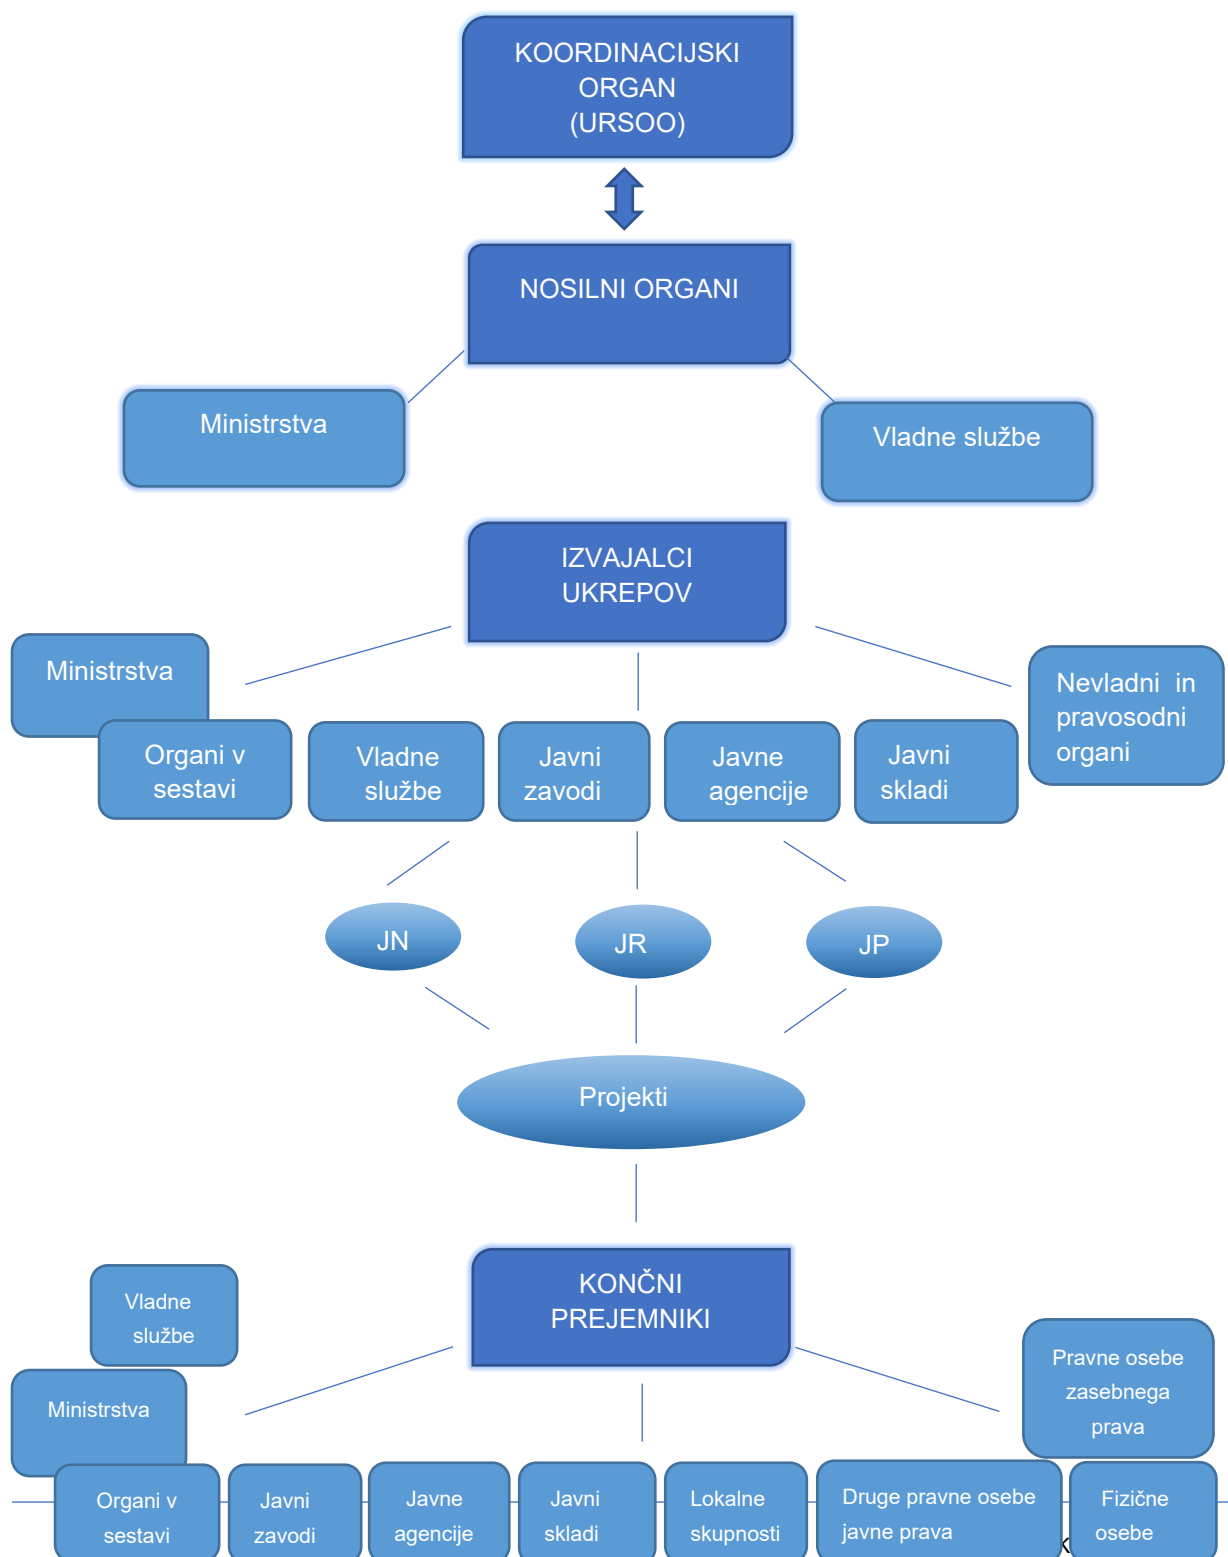 KOORDINACIJSKI
ORGAN
(URSOO)
NOSILNI ORGANI
Ministrstva
Vladne službe
IZVAJALCI
UKREPOV
Ministrstva
Nevladni in
pravosodni
organi
Organi v
sestavi
Vladne
službe
Javni
zavodi
Javne
agencije
Javni
skladi
JN
JR
JP
Projekti
KONČNI
PREJEMNIKI
Vladne
službe
Ministrstva
Pravne osebe
zasebnega
prava
Organi v
sestavi
Javni
zavodi
Javne
agencije
Javni
skladi
Lokalne
skupnosti
Druge pravne osebe
javne prava
Fizične
osebe